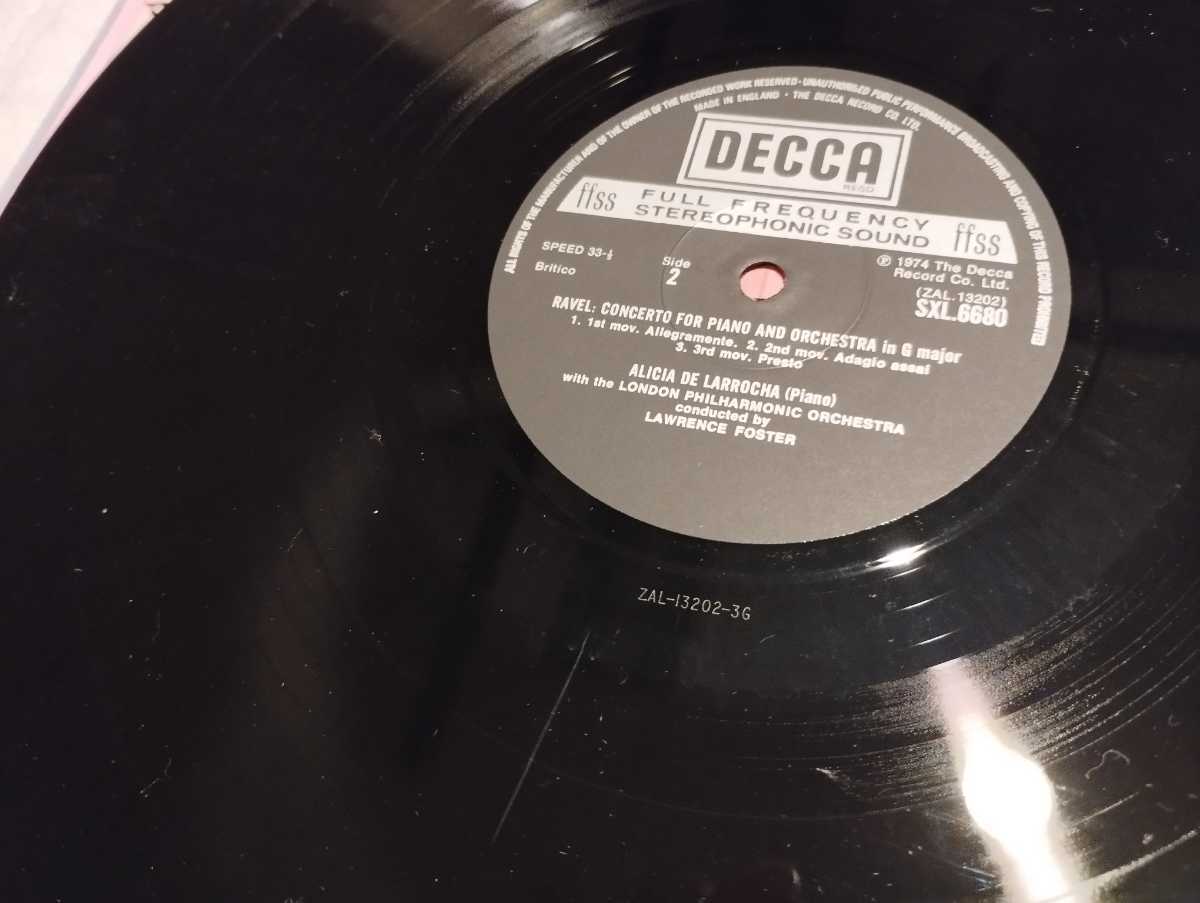 ALL RIGHTS OF THE MANUFACTURER AND OF THE OWNER OF THE RECORDED WORK RESERVED · UNAUTHORISED PUBLIC PERFORMANCE BROADCASTING AND COPYING OF THIS RECORD PROHIBITED
MADE IN ENGLAND · THE DECCA RECORD CO. LTD.
DECCA
REGD
ffss FULL FREQUENCY ffss
STEREOPHONIC SOUND
SPEED 33-⅓
Britico
Side
2
℗ 1974 The Decca
Record Co. Ltd.
(ZAL.13202)
SXL.6680
RAVEL: CONCERTO FOR PIANO AND ORCHESTRA in G major
1. 1st mov. Allegramente. 2. 2nd mov. Adagio assai
3. 3rd mov. Presto
ALICIA DE LARROCHA (Piano)
with the LONDON PHILHARMONIC ORCHESTRA
conducted by
LAWRENCE FOSTER
ZAL-13202-3G